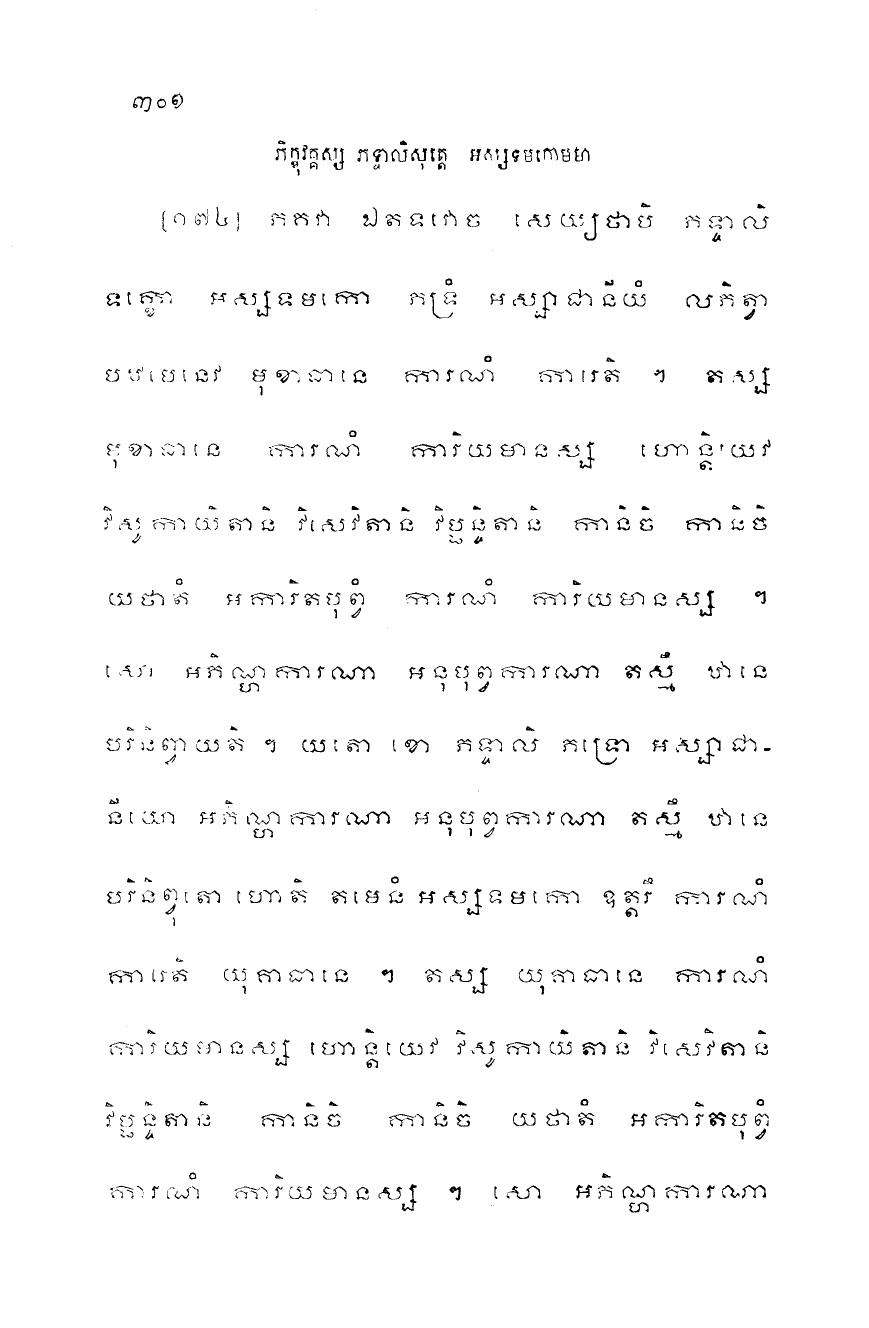 ៣០១
ភិក្ខុវគ្គស្ស ភទ្ទាលិសុត្តេ
[១៧៤] ភគវា ឯតទវោច សេយ្យថាបិ ភទ្ទាលិ
ទក្ខោ អស្សទមកោ ភទ្រំ អស្សាជានីយំ លភិត្វា
បឋមេនេវ មុខាធានេ ការណំ ការេតិ ។ តស្ស
មុខាធានេ ការណំ ការិយមានស្ស ហោន្តិយេវ
វិសូកាយិតានិ វិសេវិតានិ វិប្ផន្ទិតានិ កានិចិ កានិចិ
យថាតំ អការិតបុព្វំ ការណំ ការិយមានស្ស ។
សោ អភិណ្ហការណា អនុបុព្វការណា តស្មឹ ឋានេ
បរិនិព្វាយតិ ។ យតោ ខោ ភទ្ទាលិ ភទ្រោ អស្សាជា-
នីយោ អភិណ្ហការណា អនុបុព្វការណា តស្មឹ ឋានេ
បរិនិព្វុតោ ហោតិ តមេនំ អស្សទមកោ ឧត្តរឹ ការណំ
ការេតិ យុគាធានេ ។ តស្ស យុគាធានេ ការណំ
ការិយមានស្ស ហោន្តិយេវ វិសូកាយិតានិ វិសេវិតានិ
វិប្ផន្ទិតានិ កានិចិ កានិចិ យថាតំ អការិតបុព្វំ
ការណំ ការិយមានស្ស ។ សោ អភិណ្ហការណា